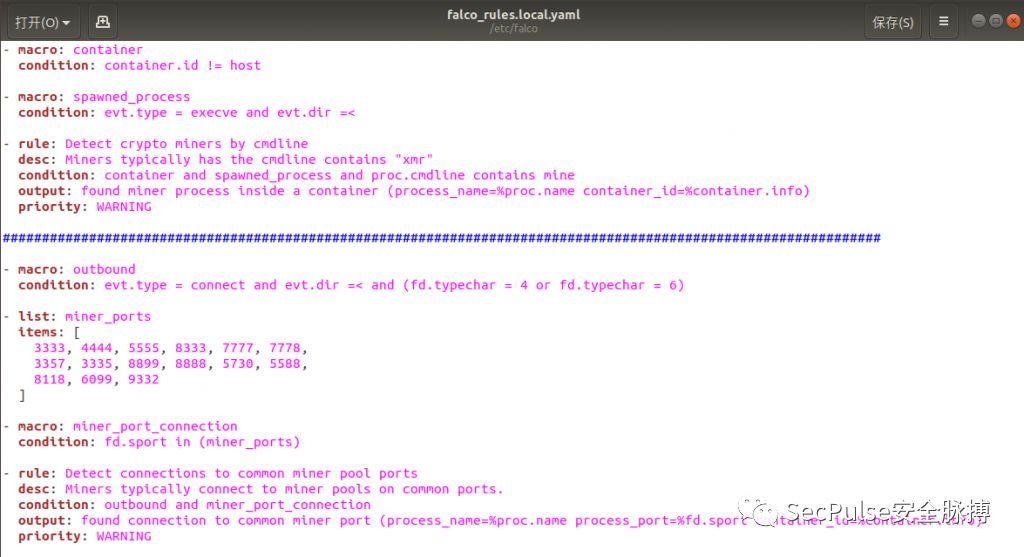 打开(O)
falco_rules.local.yaml
/etc/falco
保存(S)
- macro: container
condition: container.id != host
- macro: spawned_process
condition: evt.type = execve and evt.dir =<
- rule: Detect crypto miners by cmdline
desc: Miners typically has the cmdline contains "xmr"
condition: container and spawned_process and proc.cmdline contains mine
output: found miner process inside a container (process_name=%proc.name container_id=%container.info)
priority: WARNING
################################################################################################################
- macro: outbound
condition: evt.type = connect and evt.dir =< and (fd.typechar = 4 or fd.typechar = 6)
- list: miner_ports
items: [
3333, 4444, 5555, 8333, 7777, 7778,
3357, 3335, 8899, 8888, 5730, 5588,
8118, 6099, 9332
]
- macro: miner_port_connection
condition: fd.sport in (miner_ports)
- rule: Detect connections to common miner pool ports
desc: Miners typically connect to miner pools on common ports.
condition: outbound and miner_port_connection
output: found connection to common miner port (process_name=%proc.name process_port=%fd.sport container_id=%container.info)
priority: WARNING
SecPulse安全脉搏